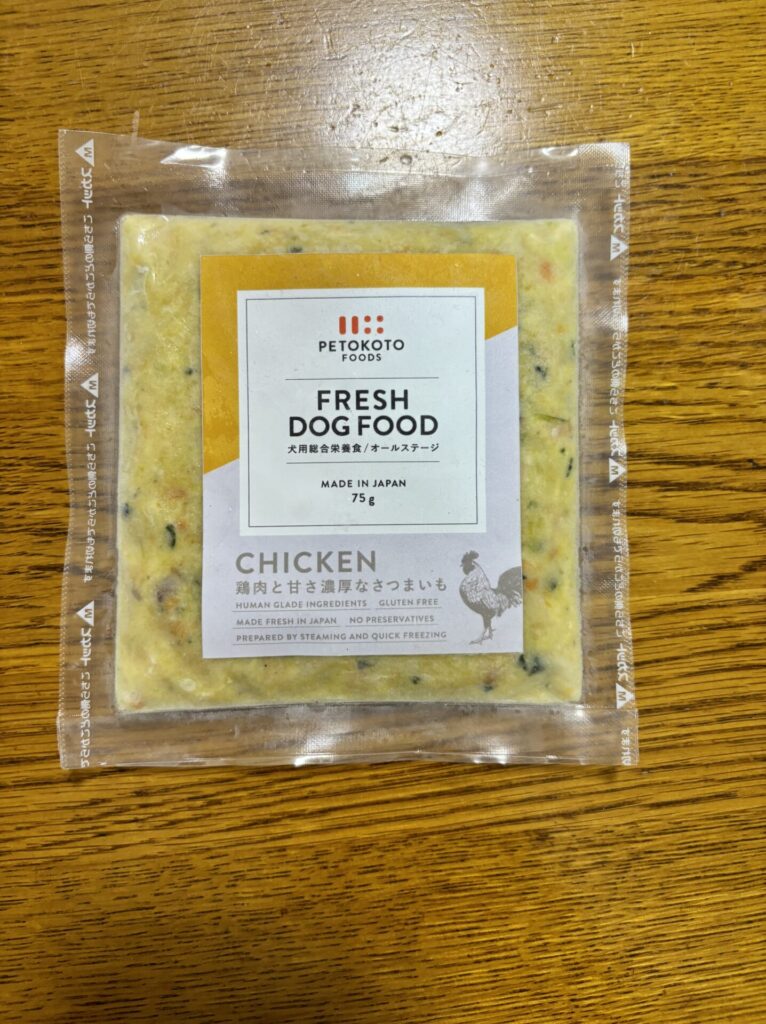 PETOKOTO
FOODS
FRESH
DOG FOOD
犬用総合栄養食/オールステージ
MADE IN JAPAN
75g
CHICKEN
鶏肉と甘さ濃厚なさつまいも
HUMAN GLADE INGREDIENTS GLUTEN FREE
MADE FRESH IN JAPAN NO PRESERVATIVES
PREPARED BY STEAMING AND QUICK FREEZING